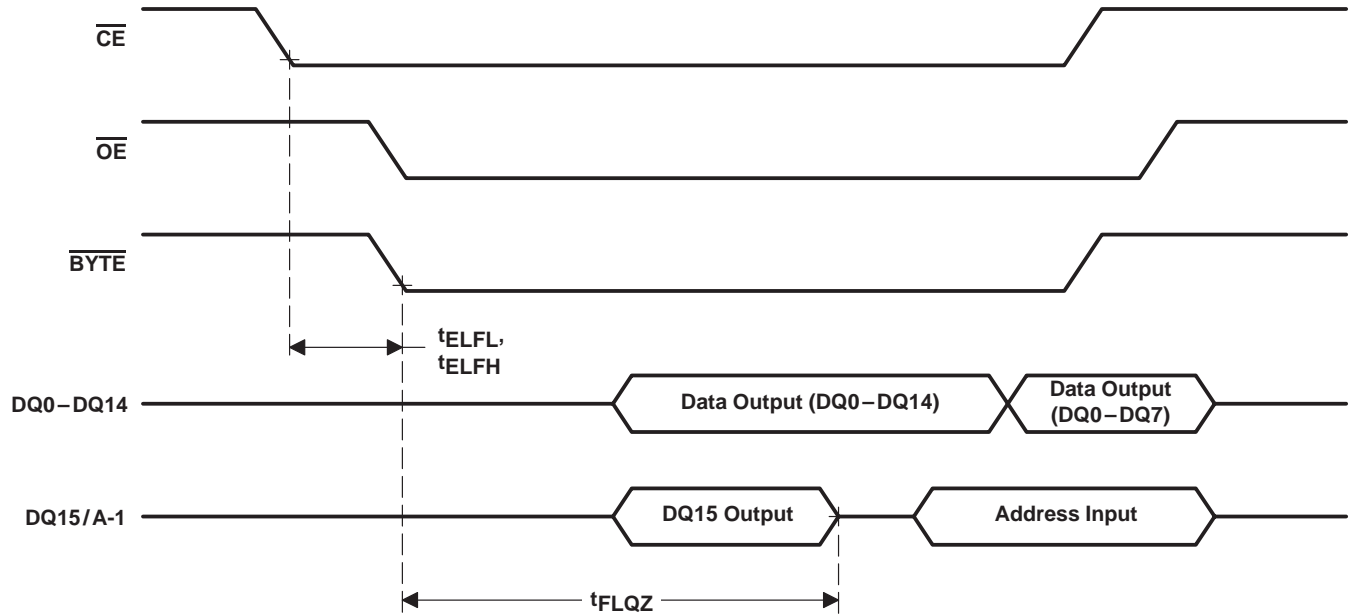 CE
OE
BYTE
tELFL,
tELFH
DQ0–DQ14
Data Output (DQ0–DQ14)
Data Output
(DQ0–DQ7)
DQ15/A-1
DQ15 Output
Address Input
tFLQZ